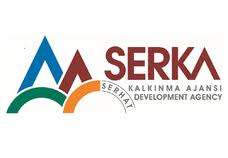 SERKA
SERHAT
KALKINMA AJANSI
DEVELOPMENT AGENCY